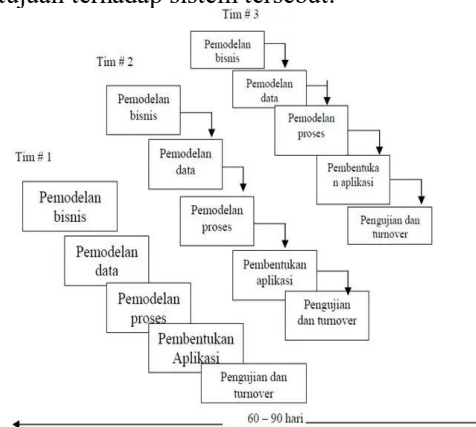 tujuan terhadap sistem tersebut.
Tim # 3
Pemodelan
bisnis
Pemodelan
data
Pemodelan
proses
Pembentuka
n aplikasi
Pengujian dan
turnover
Tim # 2
Pemodelan
bisnis
Pemodelan
data
Pemodelan
proses
Pembentukan
aplikasi
Pengujian
dan turnover
Tim # 1
Pemodelan
bisnis
Pemodelan
data
Pemodelan
proses
Pembentukan
Aplikasi
Pengujian dan
turnover
60 – 90 hari